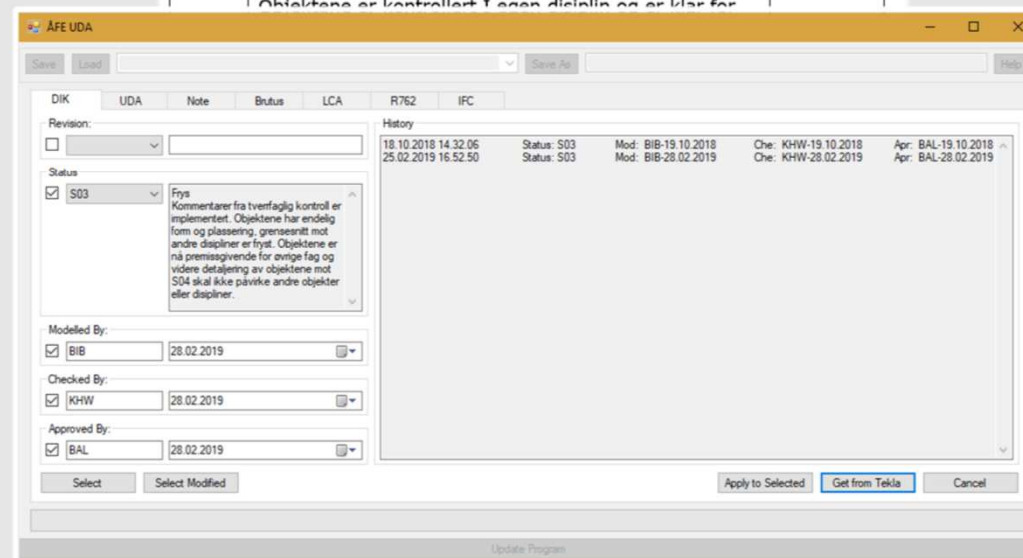 Objektene er kontrollert I egen disiplin og er klar for
ÅFE UDA
Save Load Save As Help
DIK UDA Note Brutus LCA R762 IFC
Revision:
History
18.10.2018 14.32.06 Status: S03 Mod: BIB-19.10.2018 Che: KHW-19.10.2018 Apr: BAL-19.10.2018
25.02.2019 16.52.50 Status: S03 Mod: BIB-28.02.2019 Che: KHW-28.02.2019 Apr: BAL-28.02.2019
Status
S03
Frys
Kommentarer fra tverrfaglig kontroll er
implementert. Objektene har endelig
form og plassering, grensesnitt mot
andre disipliner er fryst. Objektene er
nå premissgivende for øvrige fag og
videre detaljering av objektene mot
S04 skal ikke påvirke andre objekter
eller disipliner.
Modelled By:
BIB 28.02.2019
Checked By:
KHW 28.02.2019
Approved By:
BAL 28.02.2019
Select Select Modified Apply to Selected Get from Tekla Cancel
Update Program